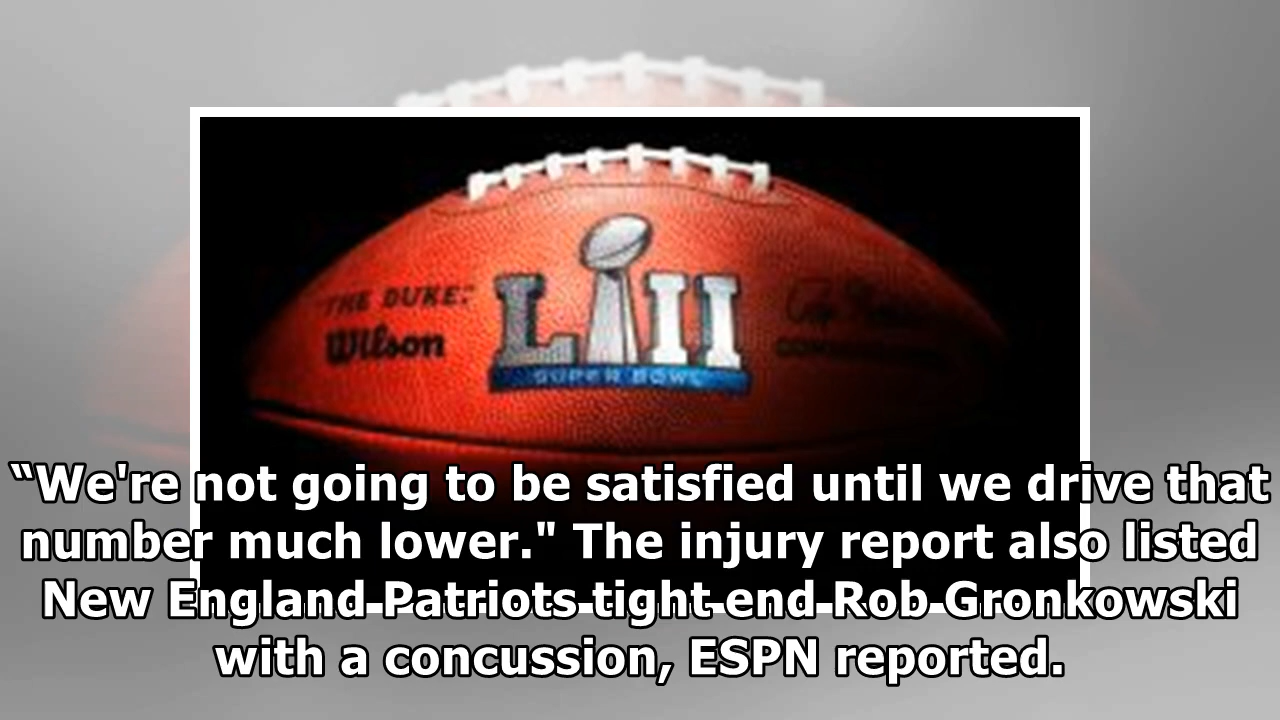 "THE DUKE"
Wilson
LII
SUPER BOWL
“We're not going to be satisfied until we drive that
number much lower." The injury report also listed
New England Patriots tight end Rob Gronkowski
with a concussion, ESPN reported.